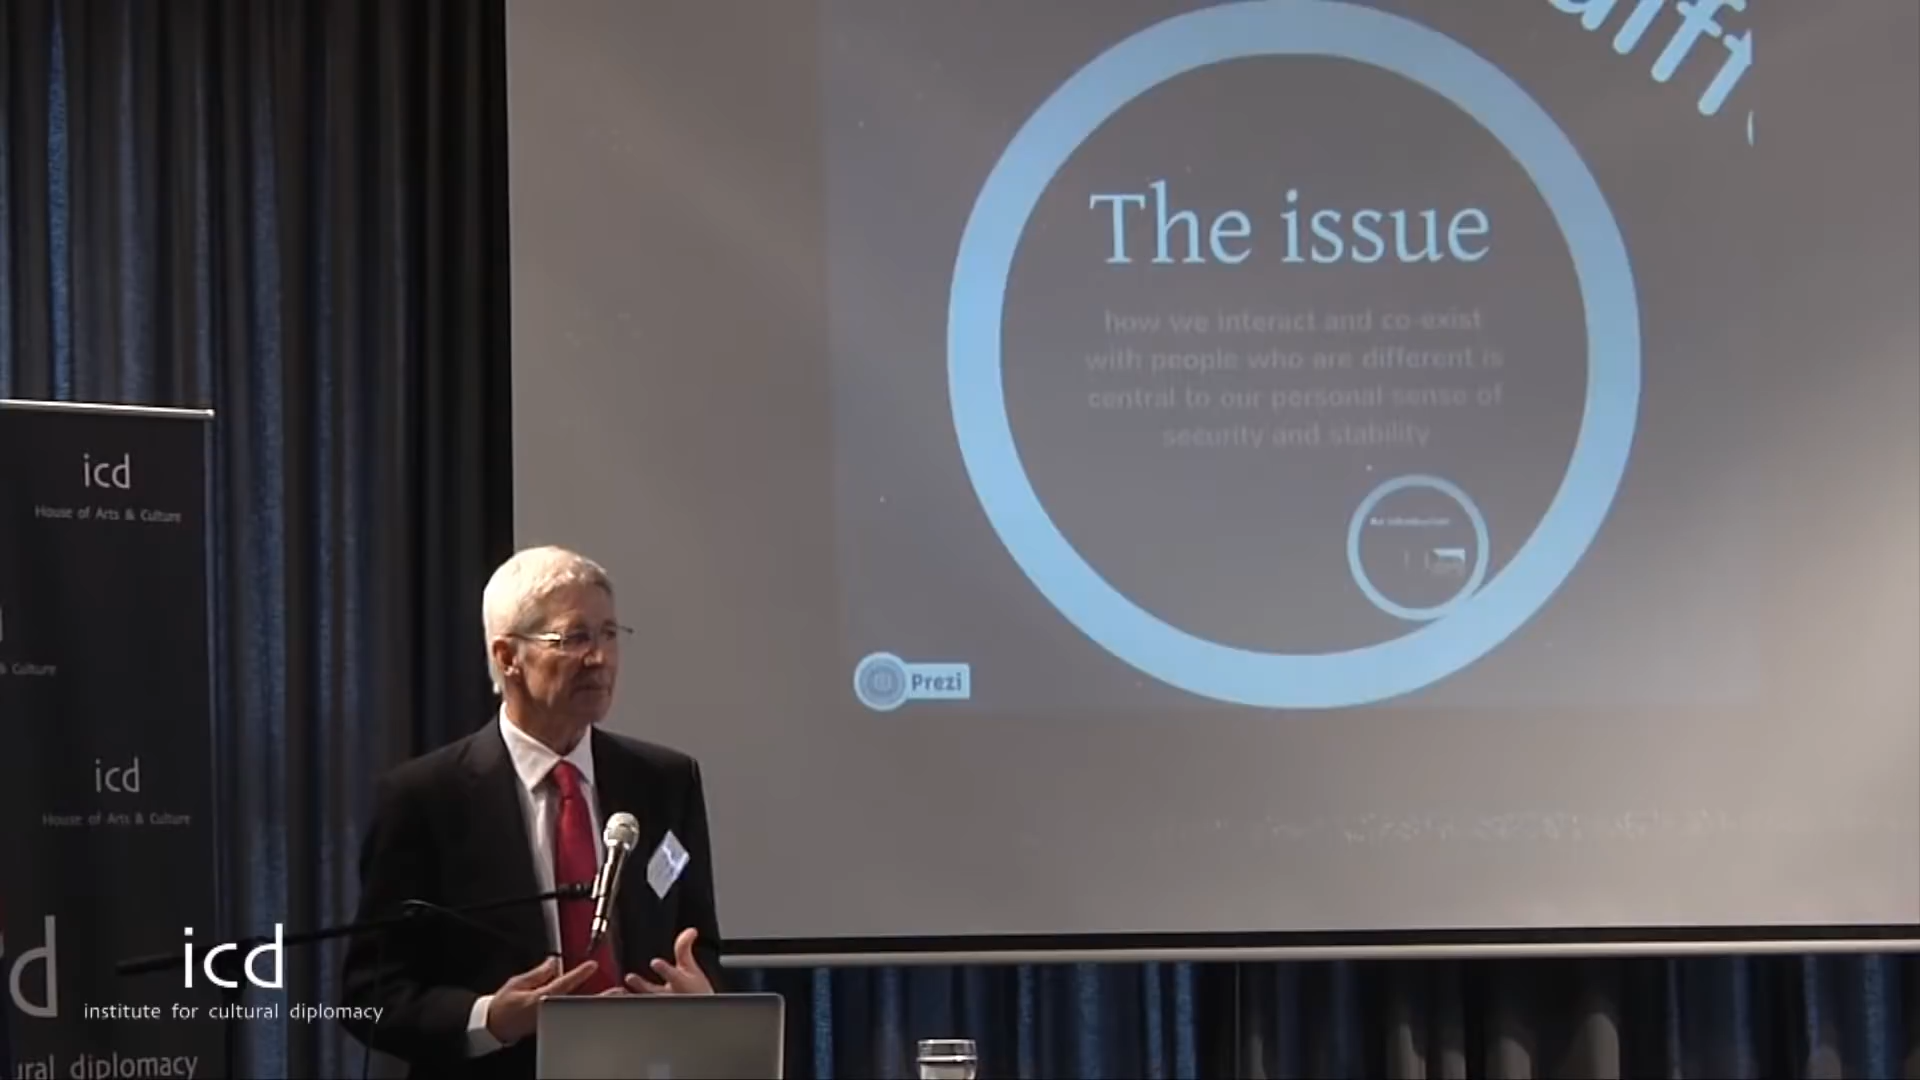 diff
The issue
how we interact and co-exist
with people who are different is
central to our personal sense of
security and stability
Prezi
icd
House of Arts & Culture
& Culture
icd
House of Arts & Culture
icd
institute for cultural diplomacy
diplomacy